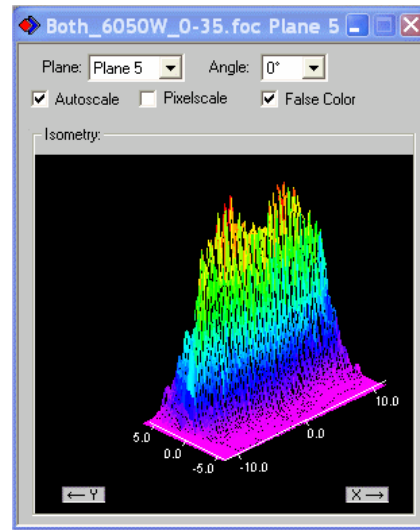 Both_6050W_0-35.foc Plane 5
Plane: Plane 5 Angle: 0°
Autoscale Pixelscale False Color
Isometry:
5.0
0.0
-5.0
-10.0
0.0
10.0
← Y X →